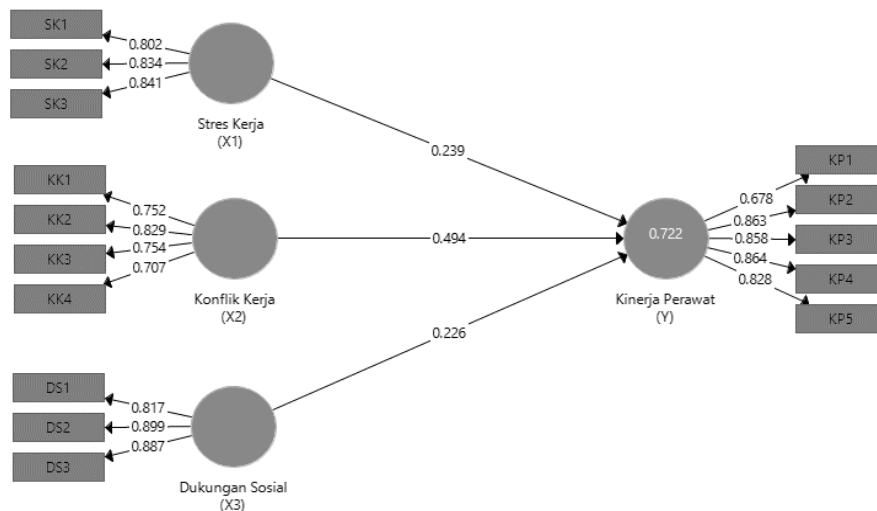 SK1
0.802
SK2
0.834
SK3
0.841
Stres Kerja
(X1)
0.239
KK1
0.752
KK2
0.829
KK3
0.754
KK4
0.707
Konflik Kerja
(X2)
0.494
DS1
0.817
DS2
0.899
DS3
0.887
Dukungan Sosial
(X3)
0.226
0.722
Kinerja Perawat
(Y)
KP1
0.678
KP2
0.863
KP3
0.858
KP4
0.864
KP5
0.828